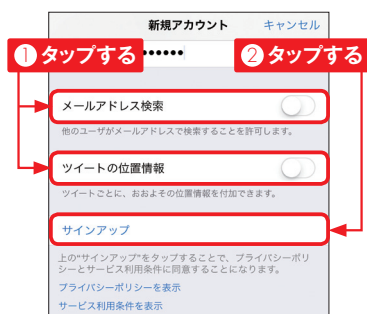 新規アカウント キャンセル
① タップする
••••••
② タップする
メールアドレス検索
他のユーザがメールアドレスで検索することを許可します。
ツイートの位置情報
ツイートごとに、おおよその位置情報を付加できます。
サインアップ
上の"サインアップ"をタップすることで、プライバシーポリ
シーとサービス利用条件に同意することになります。
プライバシーポリシーを表示
サービス利用条件を表示